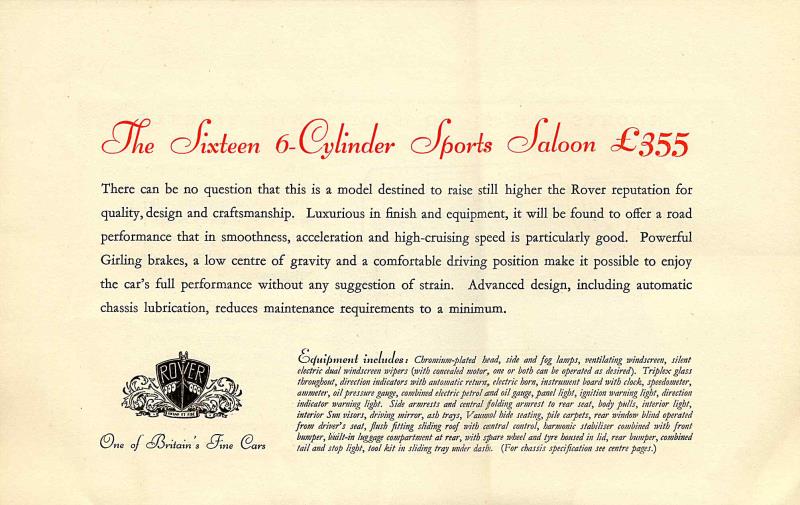 The Sixteen 6-Cylinder Sports Saloon £355
There can be no question that this is a model destined to raise still higher the Rover reputation for
quality, design and craftsmanship. Luxurious in finish and equipment, it will be found to offer a road
performance that in smoothness, acceleration and high-cruising speed is particularly good. Powerful
Girling brakes, a low centre of gravity and a comfortable driving position make it possible to enjoy
the car's full performance without any suggestion of strain. Advanced design, including automatic
chassis lubrication, reduces maintenance requirements to a minimum.
ROVER
One of Britain's Fine Cars
Equipment includes: Chromium-plated head, side and fog lamps, ventilating windscreen, silent
electric dual windscreen wipers (with concealed motor, one or both can be operated as desired). Triplex glass
throughout, direction indicators with automatic return, electric horn, instrument board with clock, speedometer,
ammeter, oil pressure gauge, combined electric petrol and oil gauge, panel light, ignition warning light, direction
indicator warning light. Side armrests and central folding armrest to rear seat, body pulls, interior light,
interior Sun visors, driving mirror, ash trays, Vaumol hide seating, pile carpets, rear window blind operated
from driver's seat, flush fitting sliding roof with central control, harmonic stabiliser combined with front
bumper, built-in luggage compartment at rear, with spare wheel and tyre housed in lid, rear bumper, combined
tail and stop light, tool kit in sliding tray under dash. (For chassis specification see centre pages.)